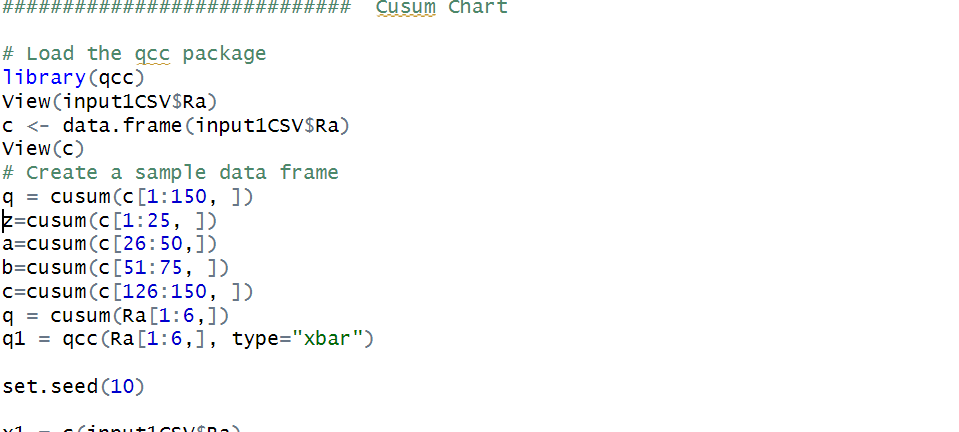 ############################# Cusum Chart
# Load the qcc package
library(qcc)
View(input1CSV$Ra)
c <- data.frame(input1CSV$Ra)
View(c)
# Create a sample data frame
q = cusum(c[1:150, ])
z=cusum(c[1:25, ])
a=cusum(c[26:50,])
b=cusum(c[51:75, ])
c=cusum(c[126:150, ])
q = cusum(Ra[1:6,])
q1 = qcc(Ra[1:6,], type="xbar")
set.seed(10)
x1 = c(input1CSV$Ra)